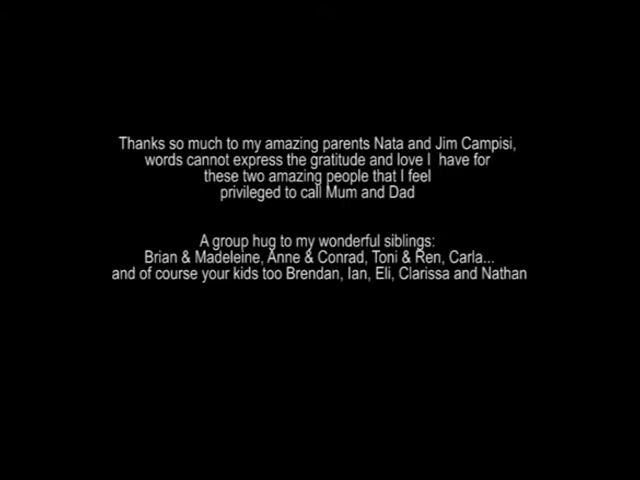 Thanks so much to my amazing parents Nata and Jim Campisi,
words cannot express the gratitude and love I have for
these two amazing people that I feel
privileged to call Mum and Dad
A group hug to my wonderful siblings:
Brian & Madeleine, Anne & Conrad, Toni & Ren, Carla...
and of course your kids too Brendan, Ian, Eli, Clarissa and Nathan